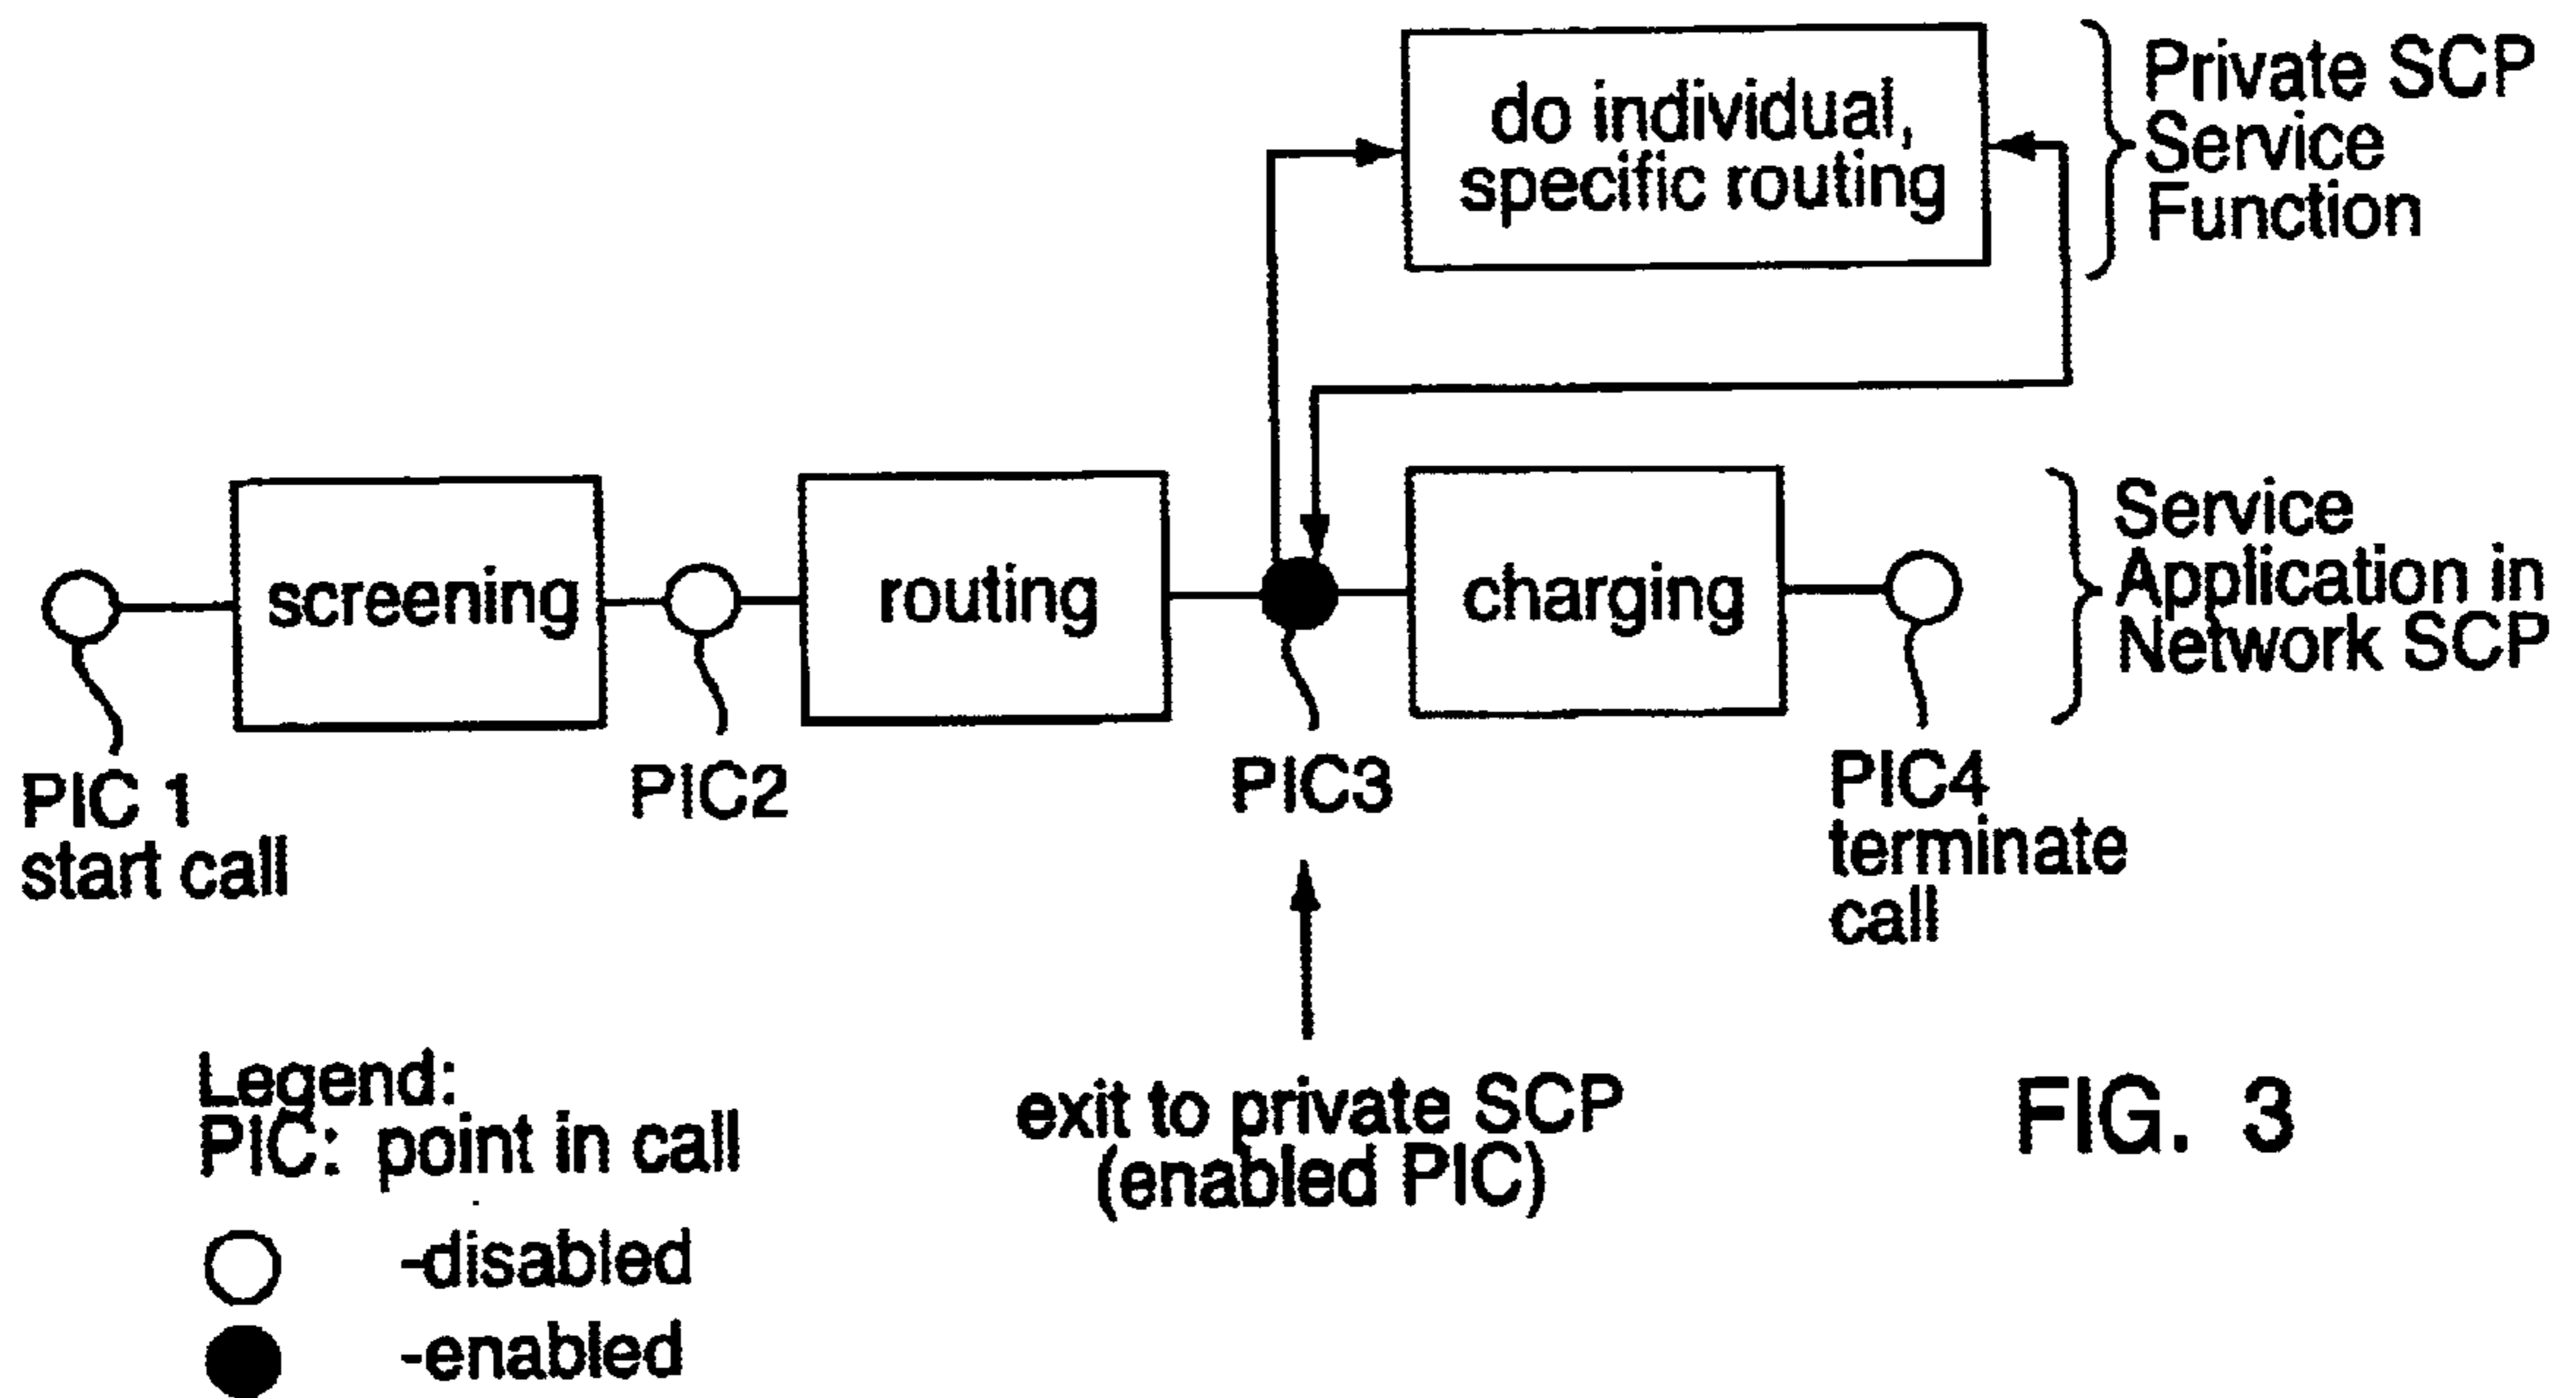 do individual,
specific routing
Private SCP
Service
Function
screening
routing
charging
Service
Application in
Network SCP
PIC 1
start call
PIC2
PIC3
PIC4
terminate
call
exit to private SCP
(enabled PIC)
Legend:
PIC: point in call
-disabled
-enabled
FIG. 3